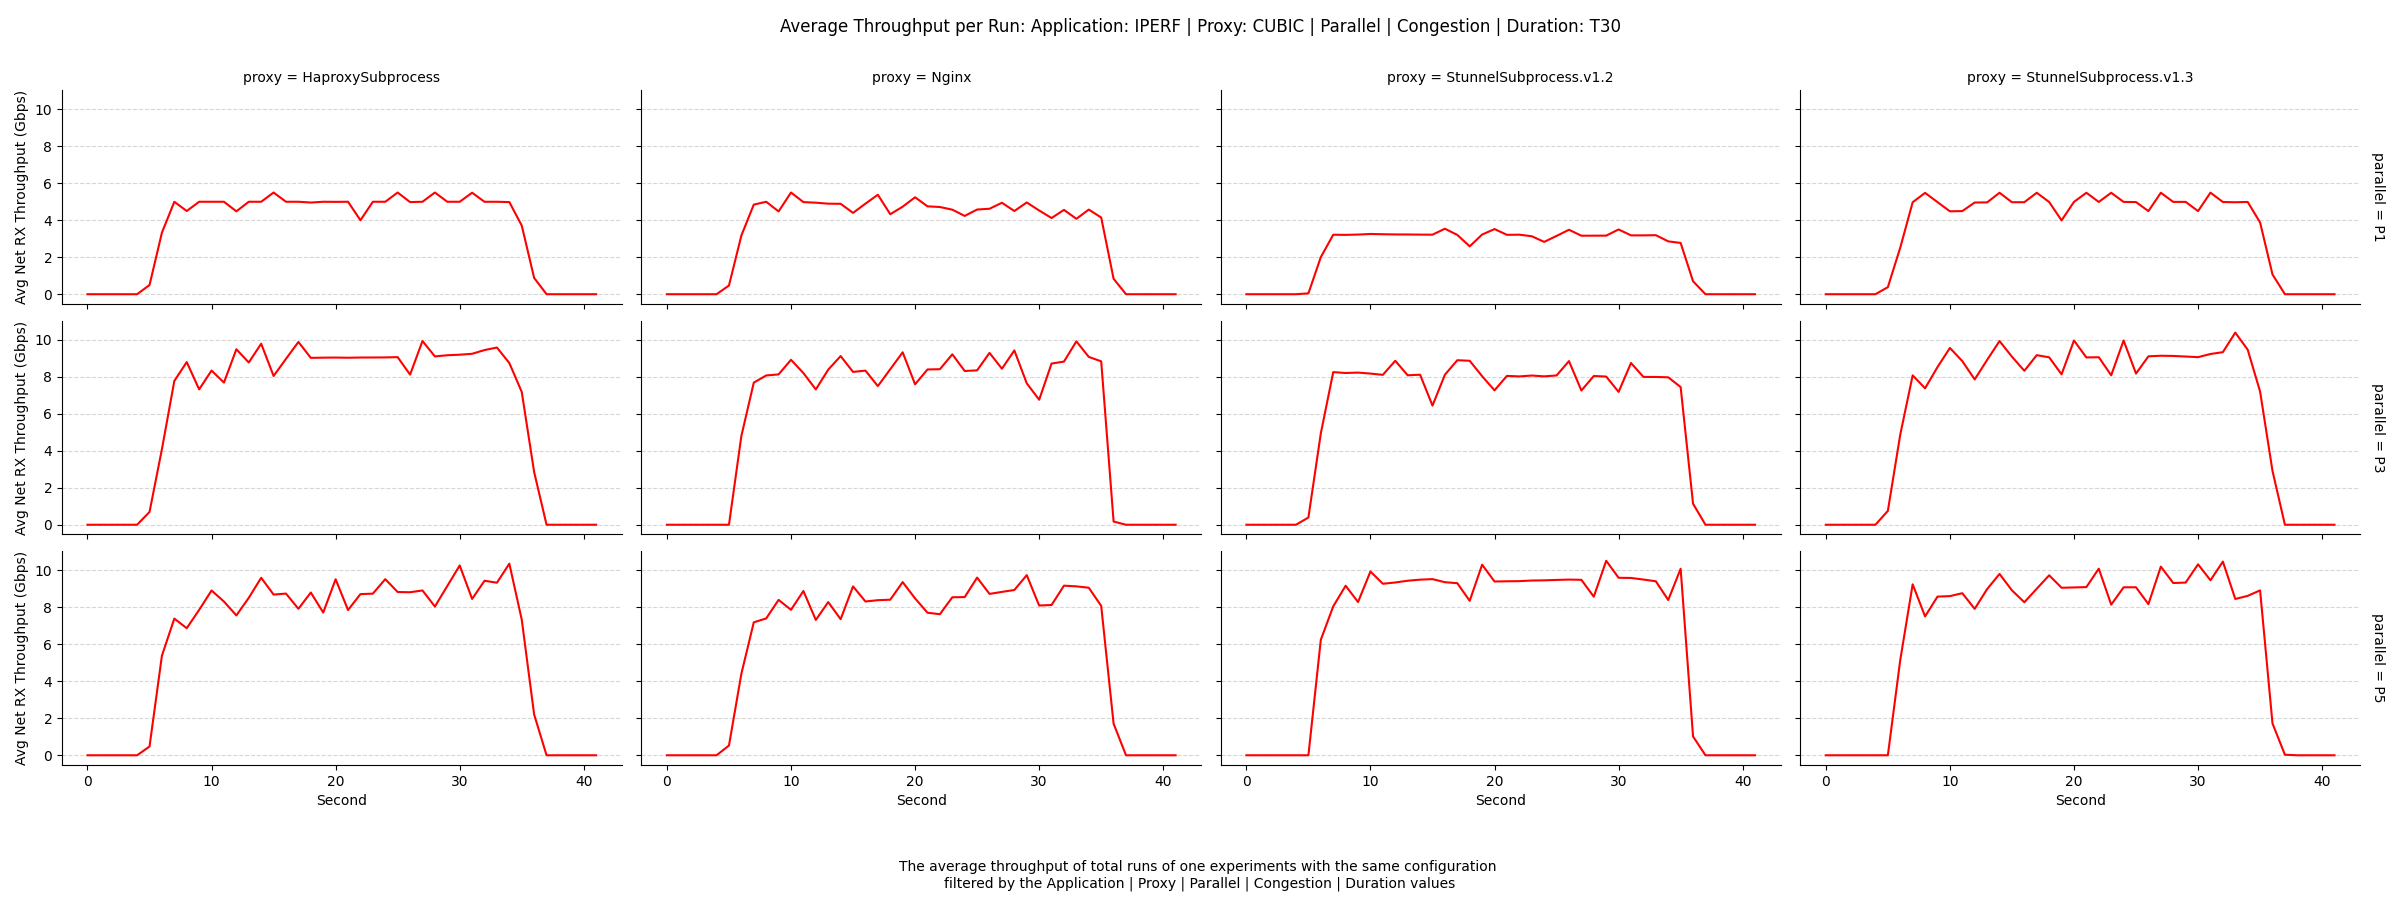 Average Throughput per Run: Application: IPERF | Proxy: CUBIC | Parallel | Congestion | Duration: T30
proxy = HaproxySubprocess
proxy = Nginx
proxy = StunnelSubprocess.v1.2
proxy = StunnelSubprocess.v1.3
Avg Net RX Throughput (Gbps)
10
8
6
4
2
0
parallel = P1
Avg Net RX Throughput (Gbps)
10
8
6
4
2
0
parallel = P3
Avg Net RX Throughput (Gbps)
10
8
6
4
2
0
parallel = P5
0 10 20 30 40
0 10 20 30 40
0 10 20 30 40
0 10 20 30 40
Second
Second
Second
Second
The average throughput of total runs of one experiments with the same configuration
filtered by the Application | Proxy | Parallel | Congestion | Duration values